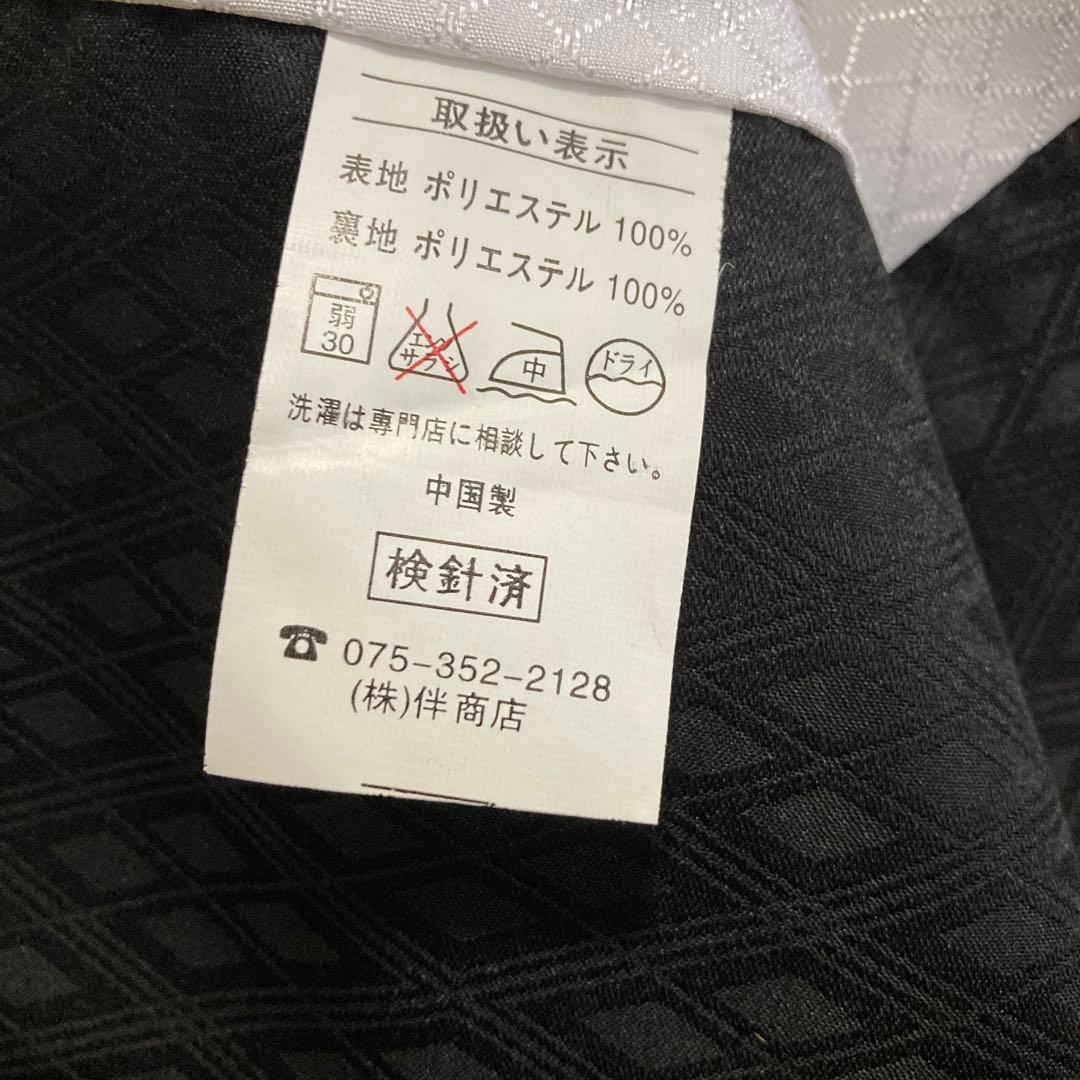 取扱い表示
表地 ポリエステル 100%
裏地 ポリエステル 100%
弱
30
エンソ
サラシ
中
ドライ
洗濯は専門店に相談して下さい。
中国製
検針済
☎ 075-352-2128
(株)伴商店